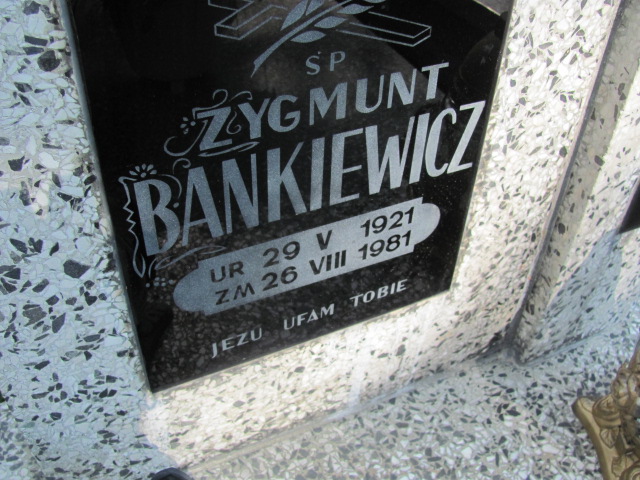 ŚP
ZYGMUNT
BANKIEWICZ
UR 29 V 1921
ZM 26 VIII 1981
JEZU UFAM TOBIE